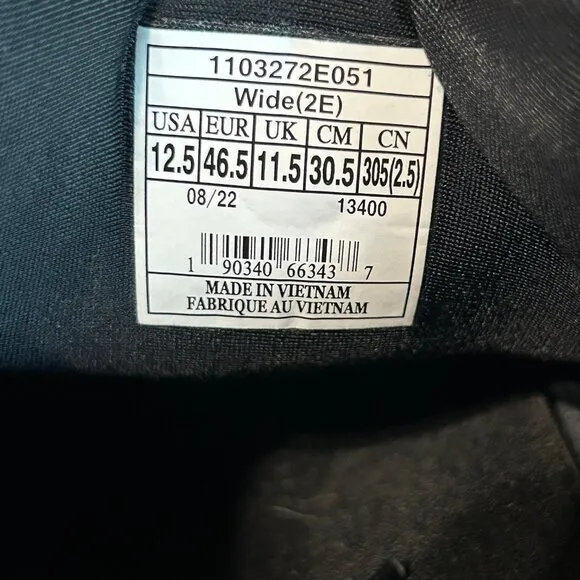 1103272E051
Wide(2E)
USA EUR UK CM CN
12.5 46.5 11.5 30.5 305(2.5)
08/22 13400
1 90340 66343 7
MADE IN VIETNAM
FABRIQUE AU VIETNAM